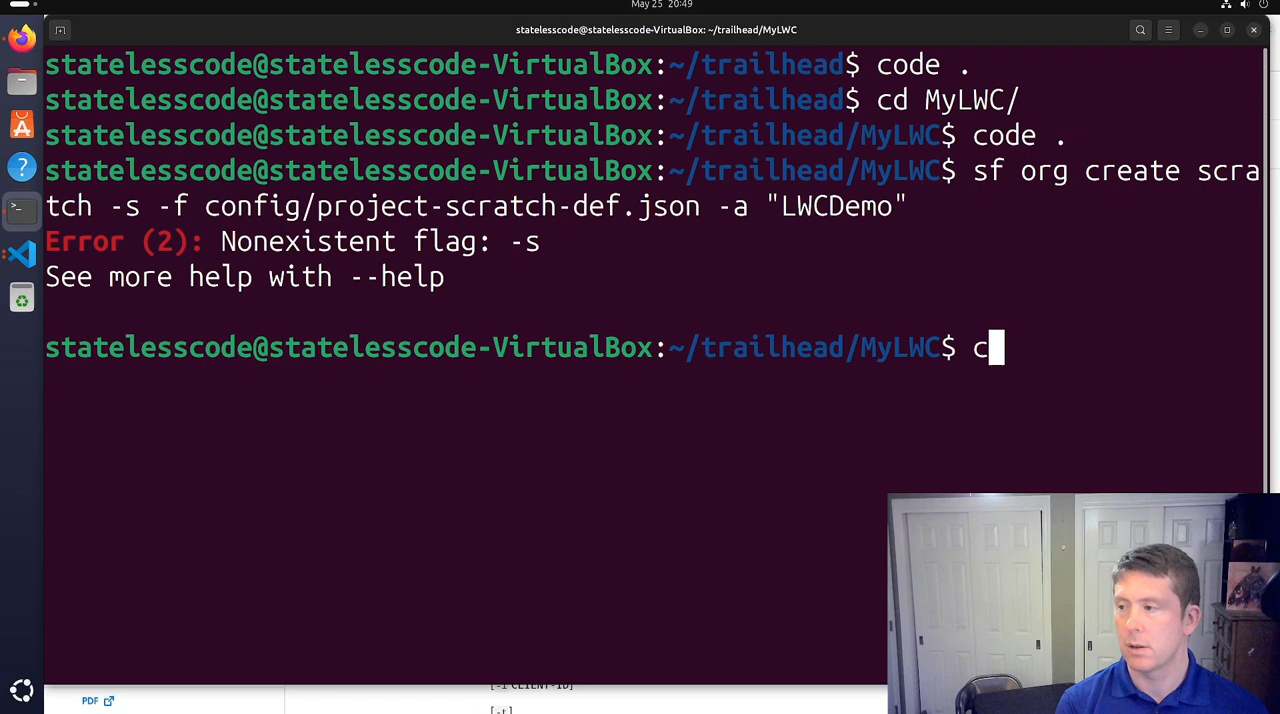 May 25 20:49
statelesscode@statelesscode-VirtualBox: ~/trailhead/MyLWC
statelesscode@statelesscode-VirtualBox:~/trailhead$ code .
statelesscode@statelesscode-VirtualBox:~/trailhead$ cd MyLWC/
statelesscode@statelesscode-VirtualBox:~/trailhead/MyLWC$ code .
statelesscode@statelesscode-VirtualBox:~/trailhead/MyLWC$ sf org create scra
tch -s -f config/project-scratch-def.json -a "LWCDemo"
Error (2): Nonexistent flag: -s
See more help with --help
statelesscode@statelesscode-VirtualBox:~/trailhead/MyLWC$ c
PDF